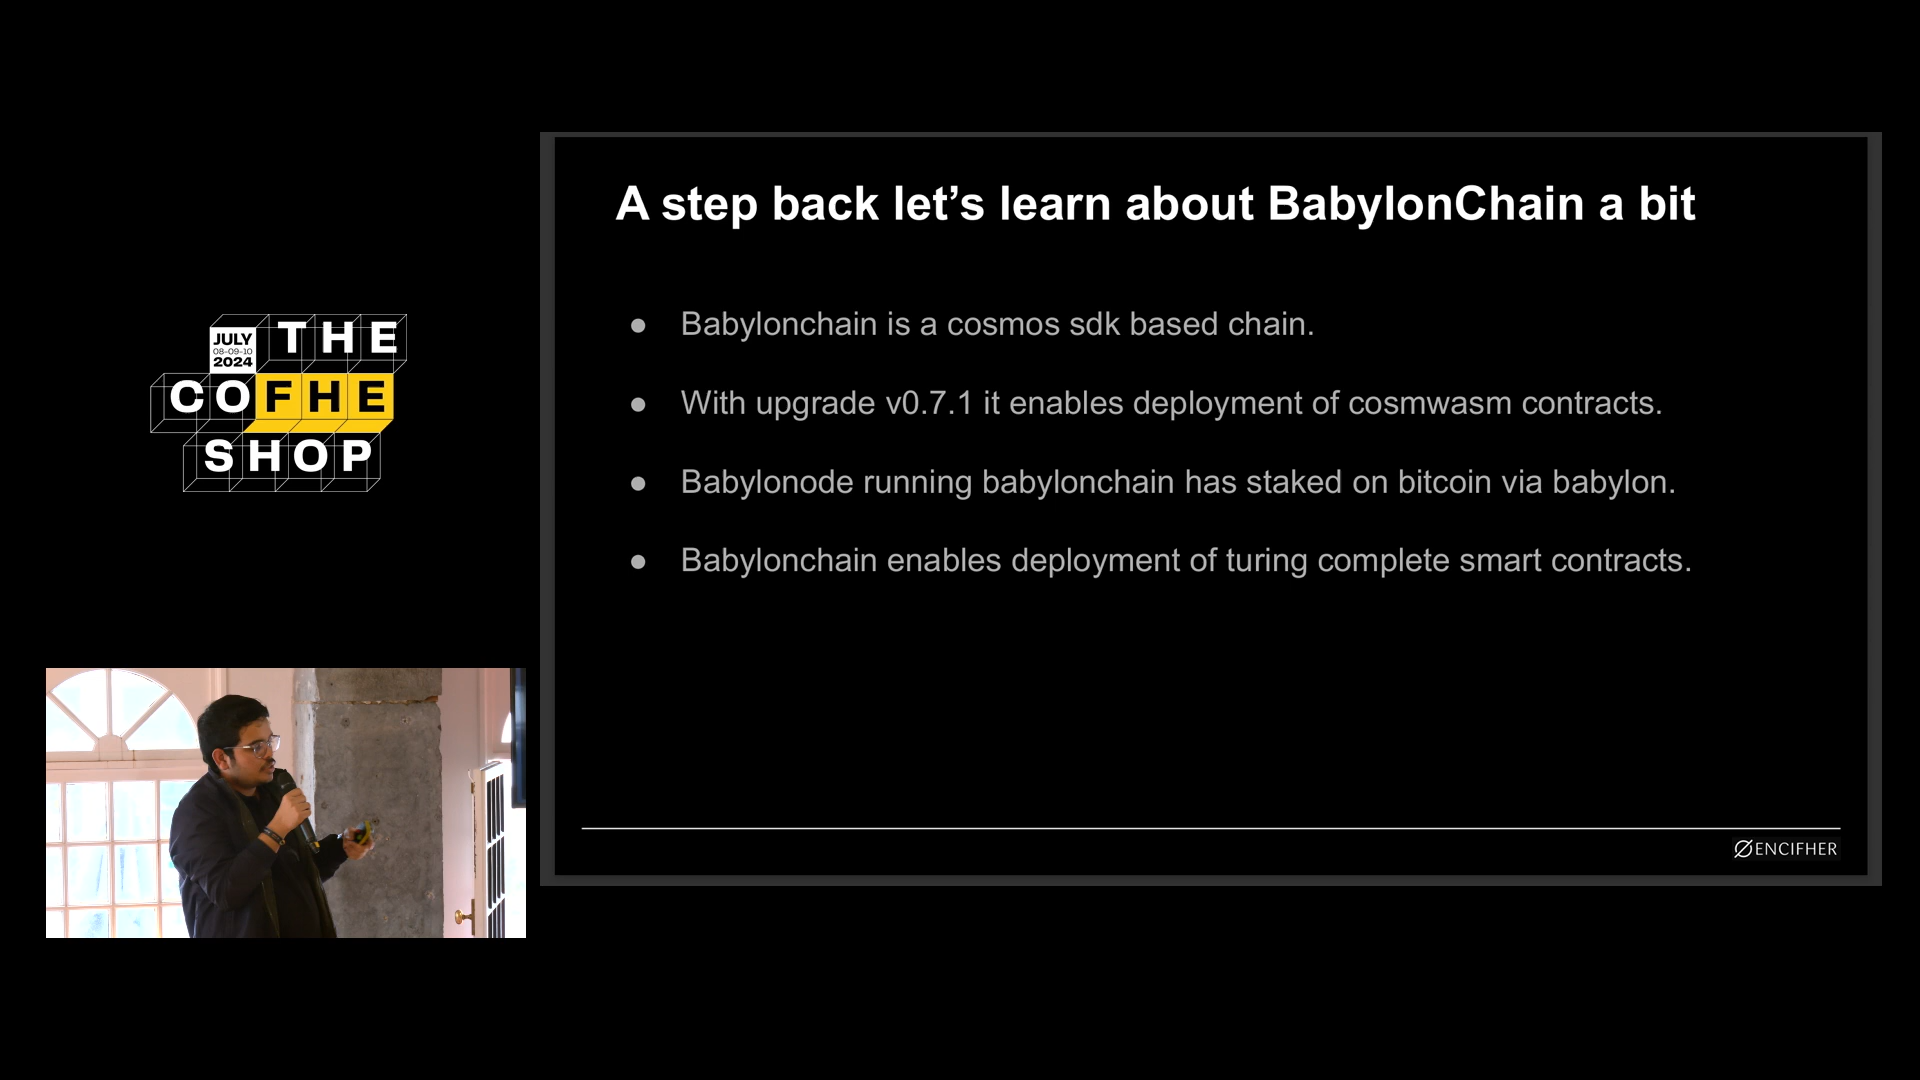 JULY
08-09-10
2024
THE
COFHE
SHOP
A step back let’s learn about BabylonChain a bit
● Babylonchain is a cosmos sdk based chain.
● With upgrade v0.7.1 it enables deployment of cosmwasm contracts.
● Babylonode running babylonchain has staked on bitcoin via babylon.
● Babylonchain enables deployment of turing complete smart contracts.
ENCIFHER